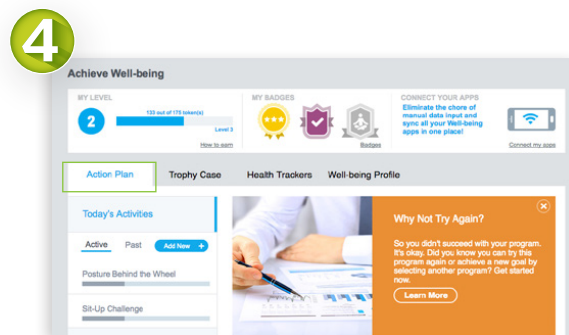 4
Achieve Well-being
MY LEVEL
2
133 out of 175 token(s)
Level 3
How to earn
MY BADGES
Badges
CONNECT YOUR APPS
Eliminate the chore of
manual data input and
sync all your Well-being
apps in one place!
Connect my apps
Action Plan
Trophy Case
Health Trackers
Well-being Profile
Today's Activities
Active
Past
Add New +
Posture Behind the Wheel
Sit-Up Challenge
Why Not Try Again?
So you didn't succeed with your program.
It's okay. Did you know you can try this
program again or achieve a new goal by
selecting another program? Get started
now.
Learn More